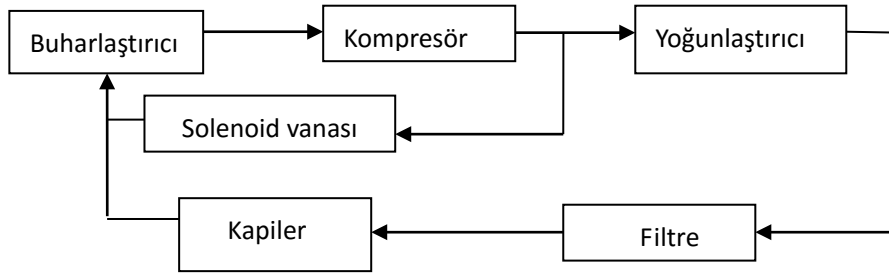 Buharlaştırıcı
Kompresör
Yoğunlaştırıcı
Solenoid vanası
Kapiler
Filtre